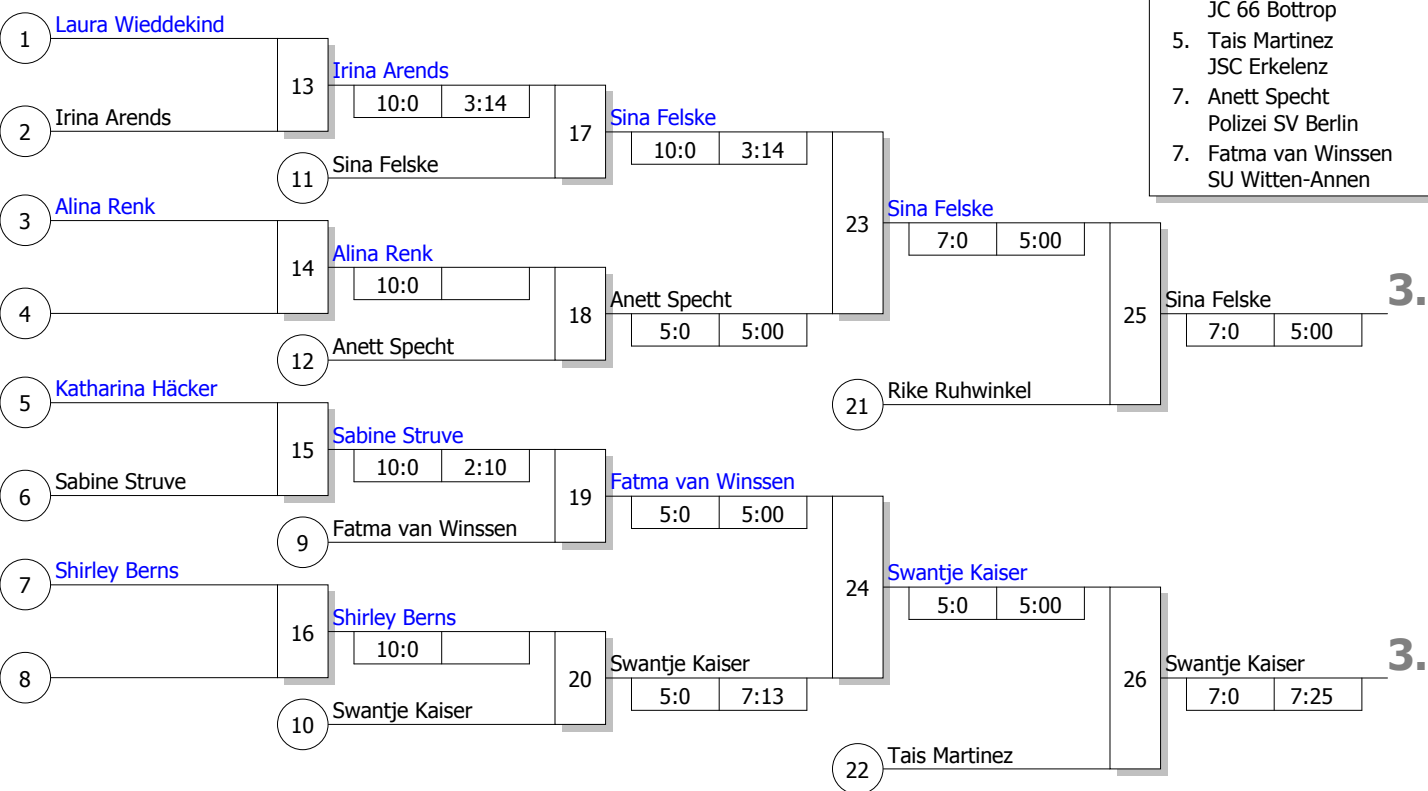 JC 66 Bottrop
5. Tais Martinez
JSC Erkelenz
7. Anett Specht
Polizei SV Berlin
7. Fatma van Winssen
SU Witten-Annen
1 Laura Wieddekind
13 Irina Arends
10:0 3:14
2 Irina Arends
17 Sina Felske
10:0 3:14
11 Sina Felske
3 Alina Renk
23 Sina Felske
7:0 5:00
14 Alina Renk
10:0
4
18 Anett Specht
5:0 5:00
12 Anett Specht
25 Sina Felske 3.
7:0 5:00
5 Katharina Häcker
21 Rike Ruhwinkel
15 Sabine Struve
10:0 2:10
6 Sabine Struve
19 Fatma van Winssen
5:0 5:00
9 Fatma van Winssen
7 Shirley Berns
24 Swantje Kaiser
5:0 5:00
16 Shirley Berns
10:0
8
20 Swantje Kaiser
5:0 7:13
10 Swantje Kaiser
26 Swantje Kaiser 3.
7:0 7:25
22 Tais Martinez